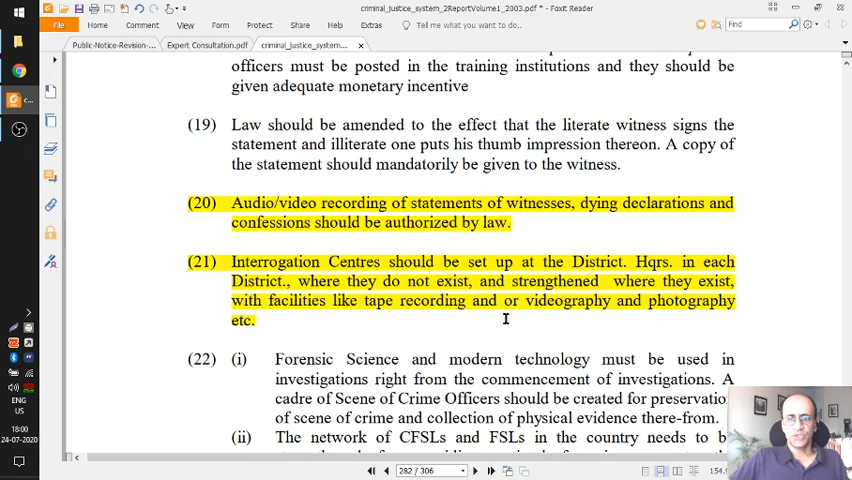 criminal_justice_system_2ReportVolume1_2003.pdf * - Foxit Reader
File Home Comment View Form Protect Share Help Extras Tell me what you want to do... Find
Public-Notice-Revision-... Expert Consultation.pdf criminal_justice_system...
officers must be posted in the training institutions and they should be
given adequate monetary incentive
(19) Law should be amended to the effect that the literate witness signs the
statement and illiterate one puts his thumb impression thereon. A copy of
the statement should mandatorily be given to the witness.
(20) Audio/video recording of statements of witnesses, dying declarations and
confessions should be authorized by law.
(21) Interrogation Centres should be set up at the District. Hqrs. in each
District., where they do not exist, and strengthened where they exist,
with facilities like tape recording and or videography and photography
etc.
(22) (i) Forensic Science and modern technology must be used in
investigations right from the commencement of investigations. A
cadre of Scene of Crime Officers should be created for preservation
of scene of crime and collection of physical evidence there-from.
(ii) The network of CFSLs and FSLs in the country needs to
ENG
US
18:00
24-07-2020
282 / 306
154.